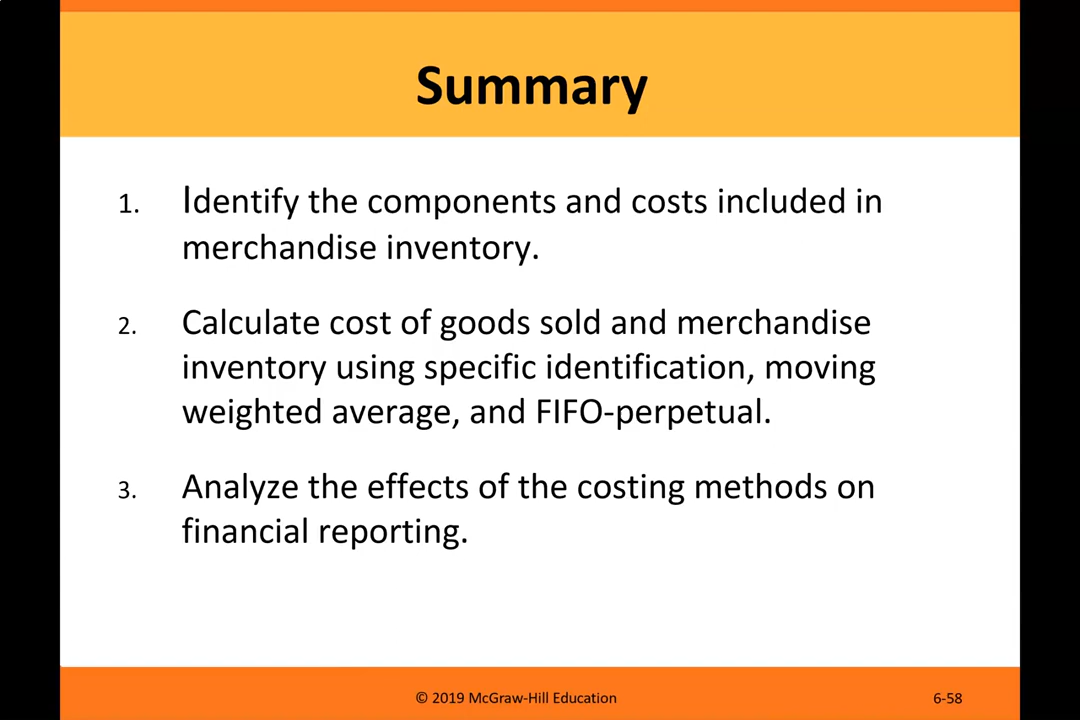 Summary
1. Identify the components and costs included in
merchandise inventory.
2. Calculate cost of goods sold and merchandise
inventory using specific identification, moving
weighted average, and FIFO-perpetual.
3. Analyze the effects of the costing methods on
financial reporting.
© 2019 McGraw-Hill Education
6-58